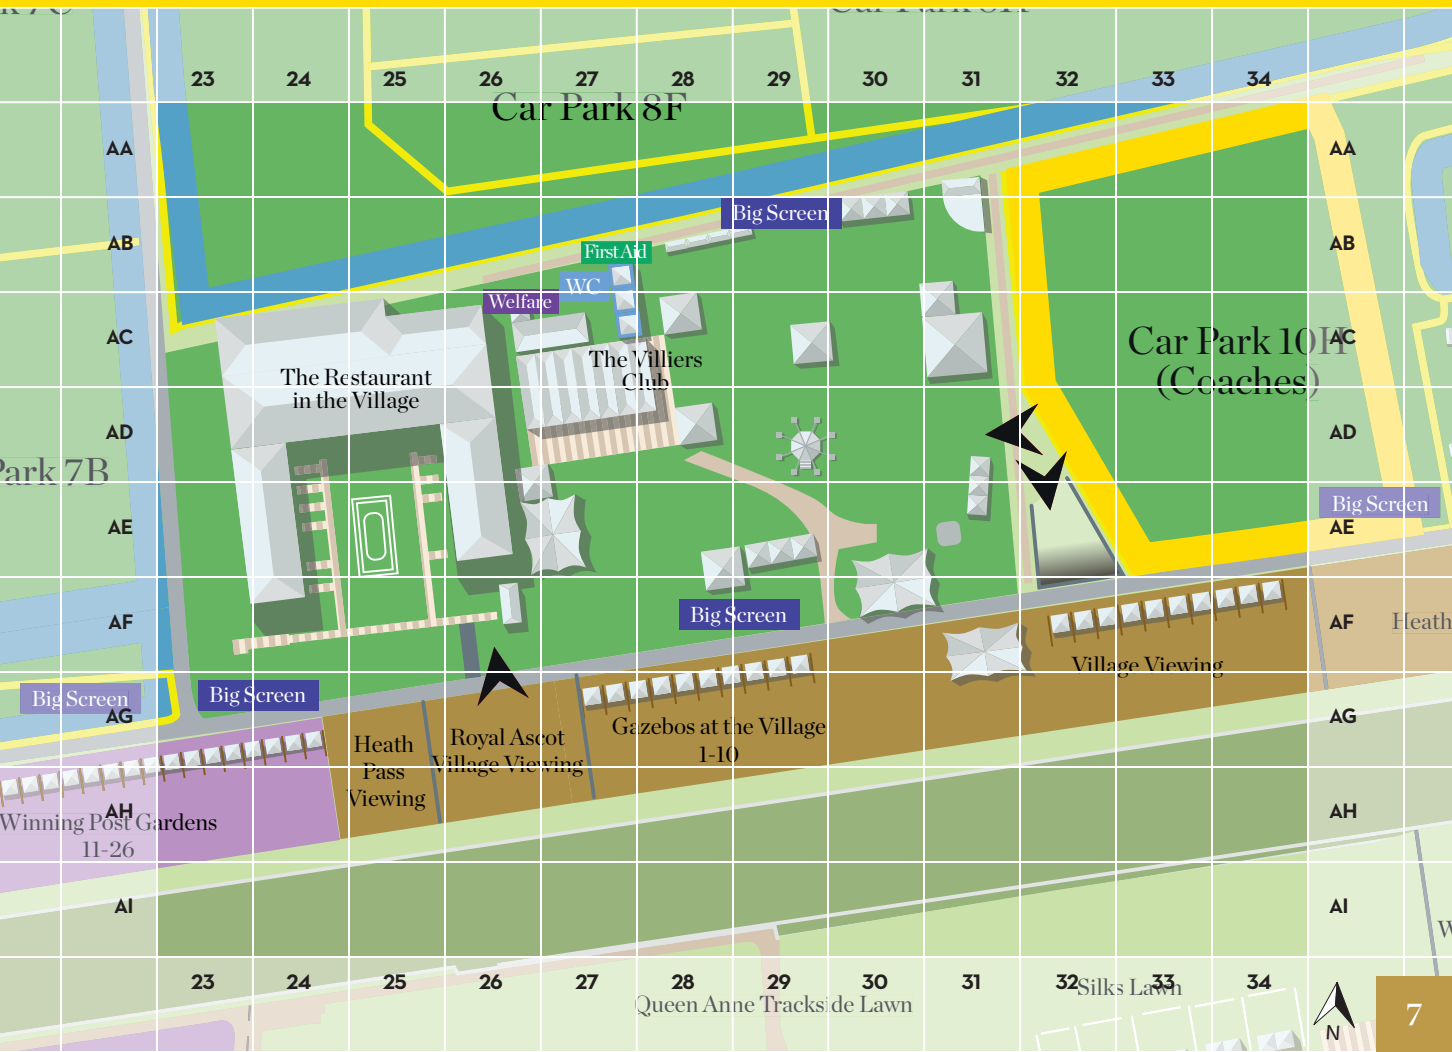 23 24 25 26 27 28 29 30 31 32 33 34
Car Park 8F
AA AA
Big Screen
AB AB
First Aid
WC
Welfare
AC AC
Car Park 10H
(Coaches)
The Villiers
Club
The Restaurant
in the Village
AD AD
Park 7B
Big Screen
AE AE
Big Screen
AF AF
Heath
Village Viewing
Big Screen
Big Screen
AG AG
Gazebos at the Village
1-10
Royal Ascot
Village Viewing
Heath
Pass
Viewing
AH AH
Winning Post Gardens
11-26
AI AI
W
23 24 25 26 27 28 29 30 31 32 33 34
Silks Lawn
Queen Anne Trackside Lawn
N
7